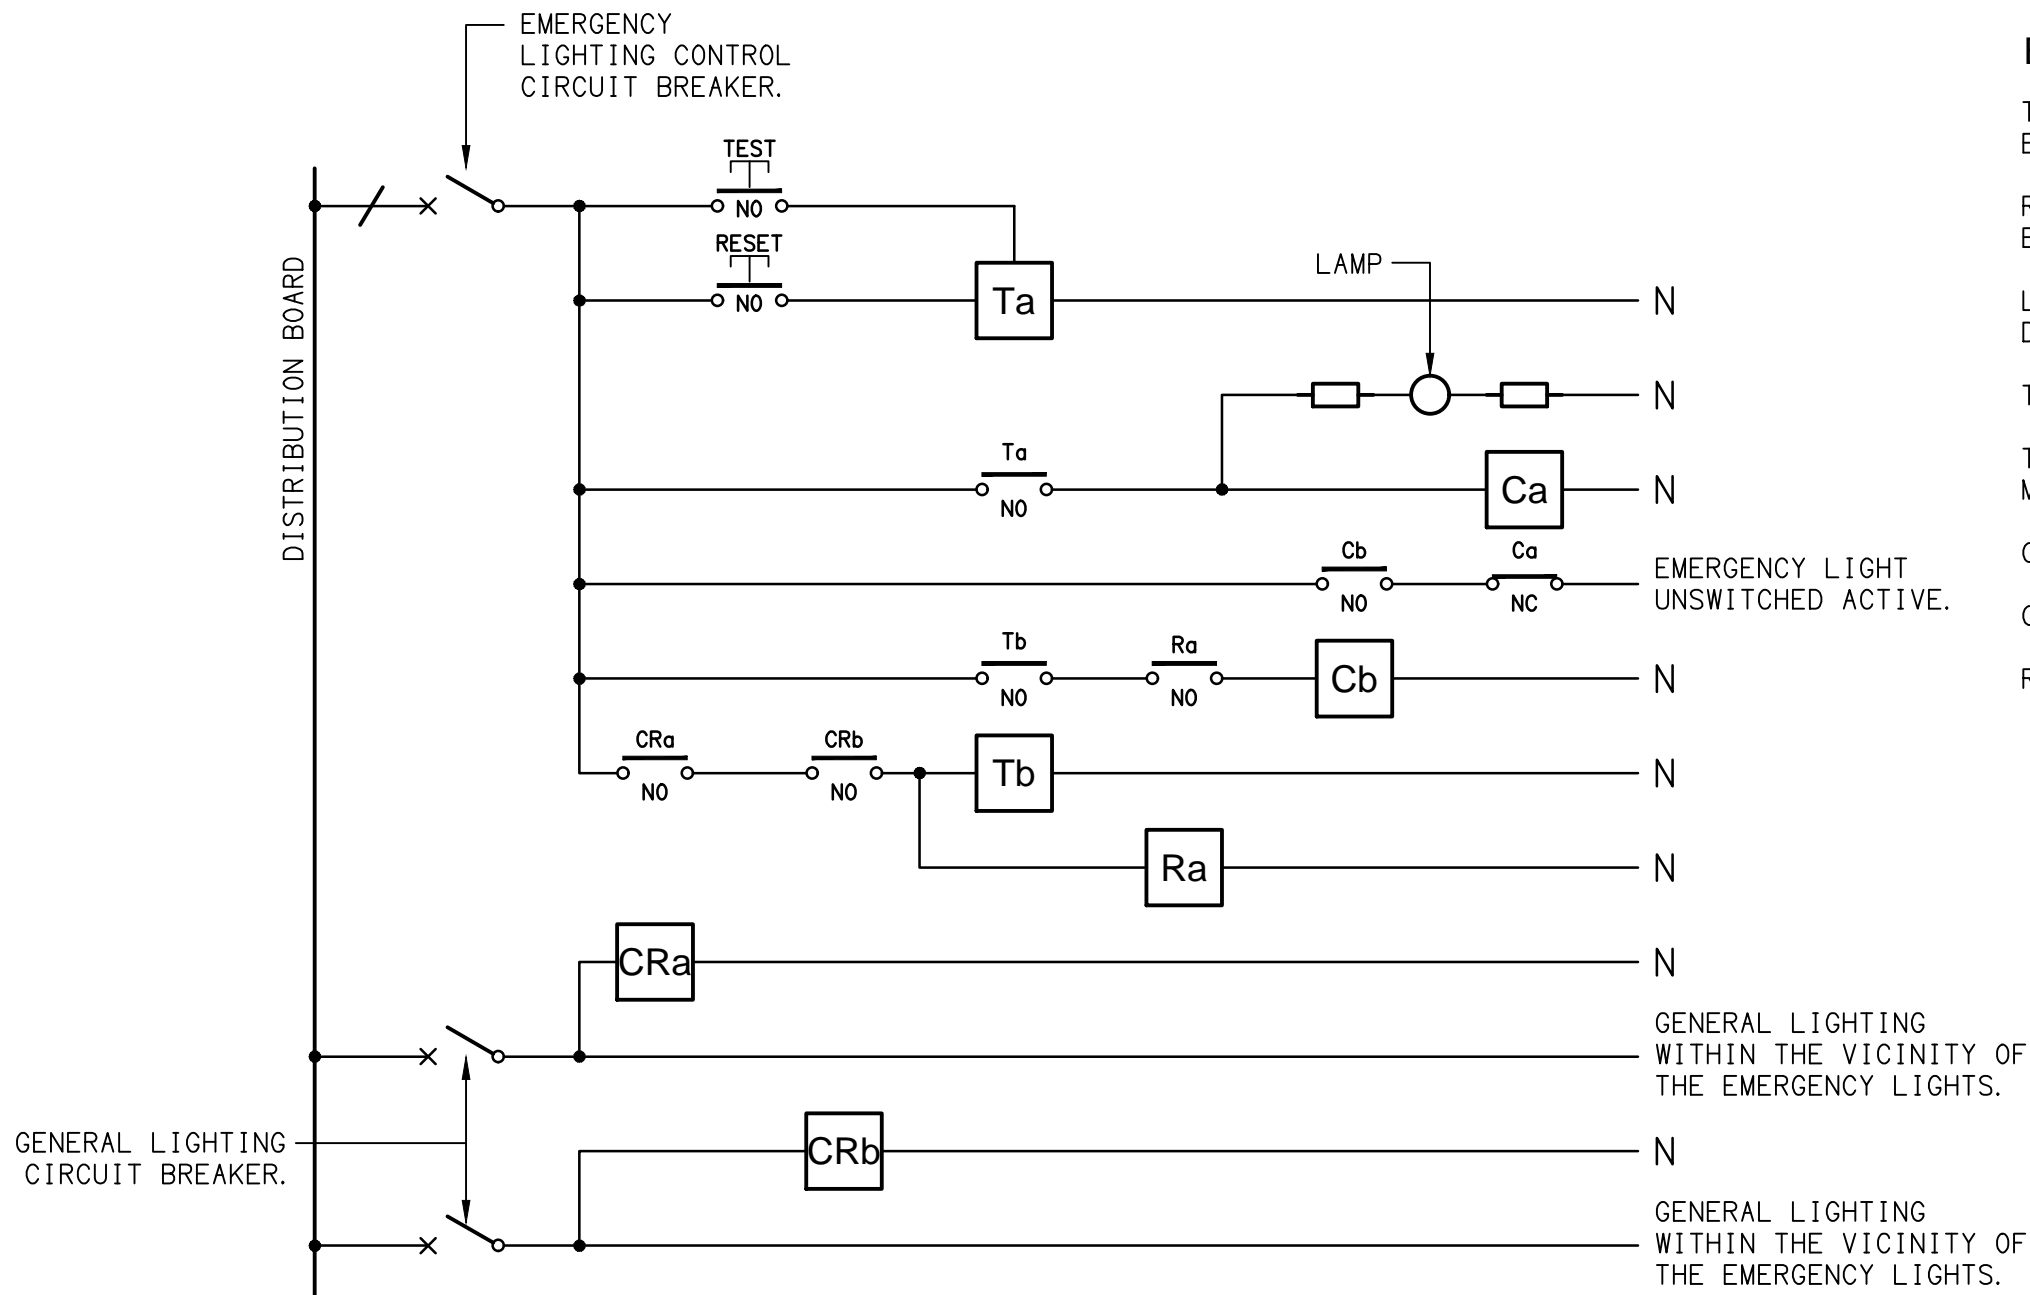 EMERGENCY
LIGHTING CONTROL
CIRCUIT BREAKER.
TEST
NO
RESET
NO
DISTRIBUTION BOARD
Ta
N
LAMP
N
Ta
NO
Ca
N
Cb
NO
Ca
NC
EMERGENCY LIGHT
UNSWITCHED ACTIVE.
Tb
NO
Ra
NO
Cb
N
CRa
NO
CRb
NO
Tb
N
Ra
N
CRa
N
GENERAL LIGHTING
WITHIN THE VICINITY OF
THE EMERGENCY LIGHTS.
GENERAL LIGHTING
CIRCUIT BREAKER.
CRb
N
GENERAL LIGHTING
WITHIN THE VICINITY OF
THE EMERGENCY LIGHTS.